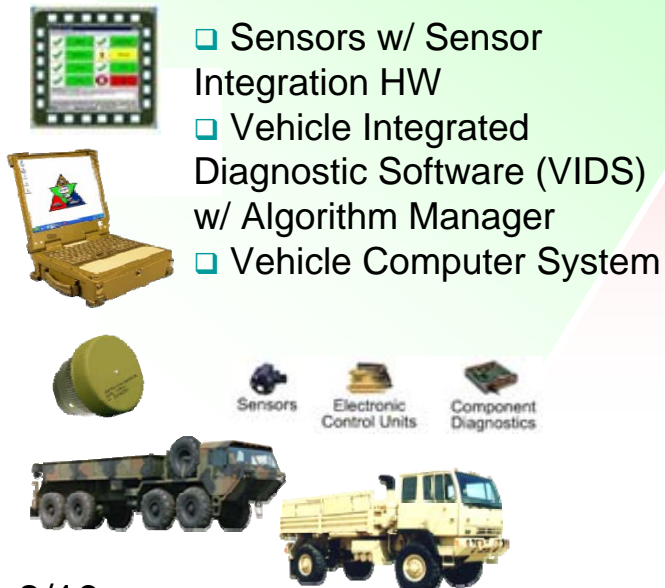 ❑ Sensors w/ Sensor
Integration HW
❑ Vehicle Integrated
Diagnostic Software (VIDS)
w/ Algorithm Manager
❑ Vehicle Computer System
Sensors
Electronic
Control Units
Component
Diagnostics